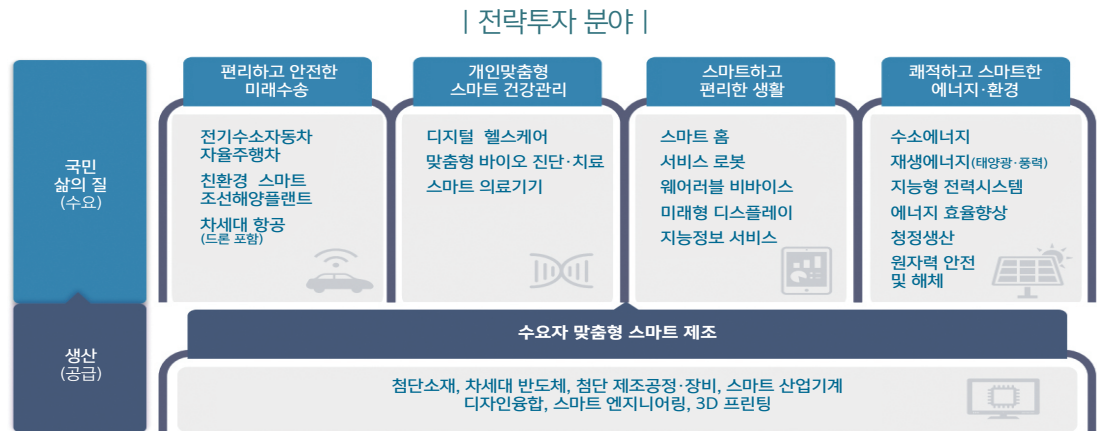 | 전략투자 분야 |
국민
삶의 질
(수요)
편리하고 안전한
미래수송
전기수소자동차
자율주행차
친환경 스마트
조선해양플랜트
차세대 항공
(드론 포함)
개인맞춤형
스마트 건강관리
디지털 헬스케어
맞춤형 바이오 진단·치료
스마트 의료기기
스마트하고
편리한 생활
스마트 홈
서비스 로봇
웨어러블 비바이스
미래형 디스플레이
지능정보 서비스
쾌적하고 스마트한
에너지·환경
수소에너지
재생에너지(태양광·풍력)
지능형 전력시스템
에너지 효율향상
청정생산
원자력 안전
및 해체
생산
(공급)
수요자 맞춤형 스마트 제조
첨단소재, 차세대 반도체, 첨단 제조공정·장비, 스마트 산업기계
디자인융합, 스마트 엔지니어링, 3D 프린팅